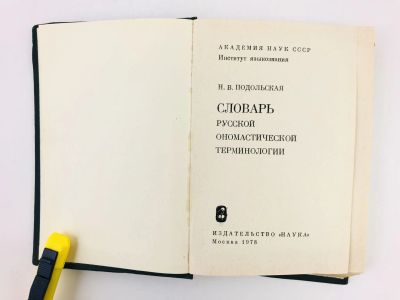 АКАДЕМИЯ НАУК СССР
Институт языкознания
Н. В. ПОДОЛЬСКАЯ
СЛОВАРЬ
РУССКОЙ
ОНОМАСТИЧЕСКОЙ
ТЕРМИНОЛОГИИ
ИЗДАТЕЛЬСТВО «НАУКА»
Москва 1978